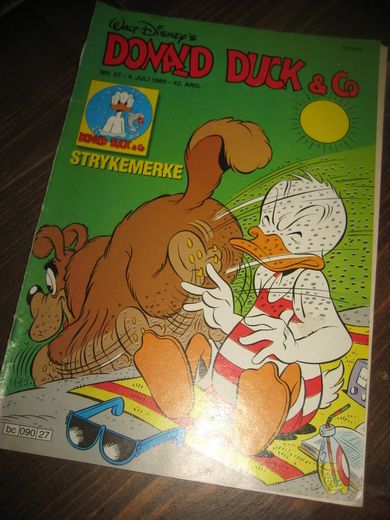 WALT DISNEY'S
DONALD DUCK & Co
NR. 27 - 4. JULI 1989 - 42. ÅRG.
DONALD DUCK & Co
STRYKEMERKE
bc 090 27